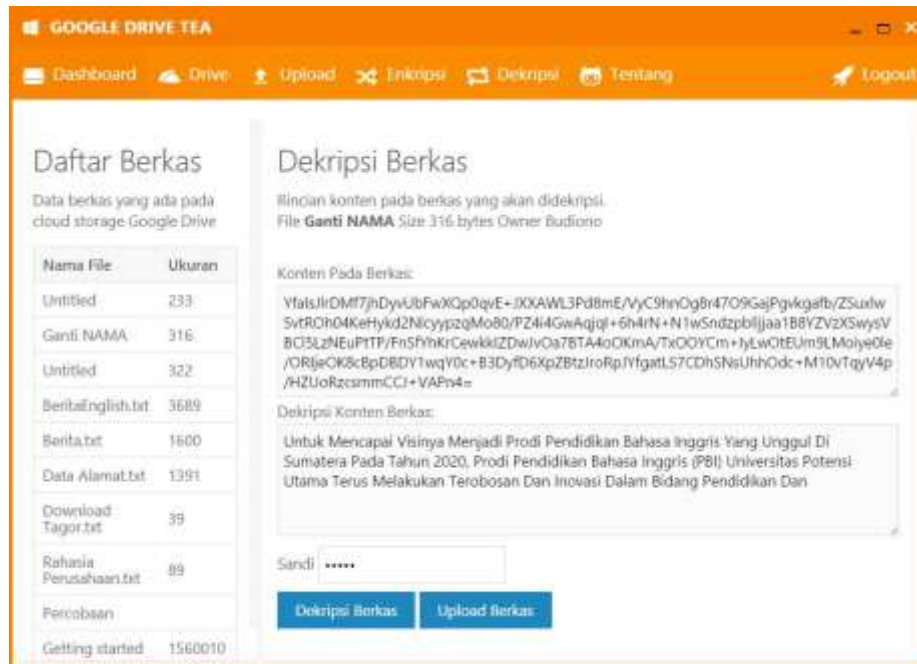 GOOGLE DRIVE TEA
Dashboard Drive Upload Enkripsi Dekripsi Tentang Logout
Daftar Berkas
Data berkas yang ada pada
cloud storage Google Drive
Nama File Ukuran
Untitled 233
Ganti NAMA 316
Untitled 322
BeritaEnglish.txt 3689
Berita.txt 1600
Data Alamat.txt 1391
Download
Tagor.txt 39
Rahasia
Perusahaan.txt 89
Percobaan
Getting started 1560010
Dekripsi Berkas
Rincian konten pada berkas yang akan didekripsi.
File Ganti NAMA Size 316 bytes Owner Budiono
Konten Pada Berkas:
Dekripsi Konten Berkas:
Untuk Mencapai Visinya Menjadi Prodi Pendidikan Bahasa Inggris Yang Unggul Di
Sumatera Pada Tahun 2020, Prodi Pendidikan Bahasa Inggris (PBI) Universitas Potensi
Utama Terus Melakukan Terobosan Dan Inovasi Dalam Bidang Pendidikan Dan
Sandi •••••
Dekripsi Berkas Upload Berkas